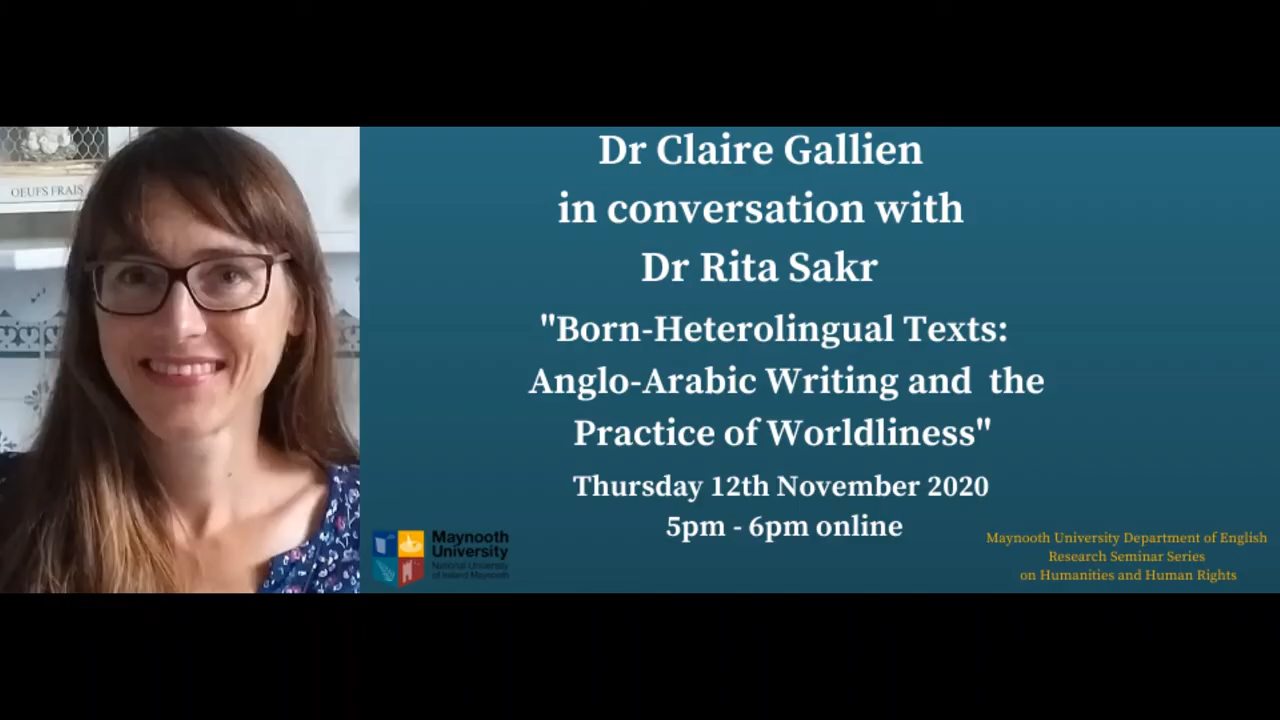 OEUFS FRAIS
Dr Claire Gallien
in conversation with
Dr Rita Sakr
"Born-Heterolingual Texts:
Anglo-Arabic Writing and the
Practice of Worldliness"
Thursday 12th November 2020
5pm - 6pm online
Maynooth
University
National University
of Ireland Maynooth
Maynooth University Department of English
Research Seminar Series
on Humanities and Human Rights